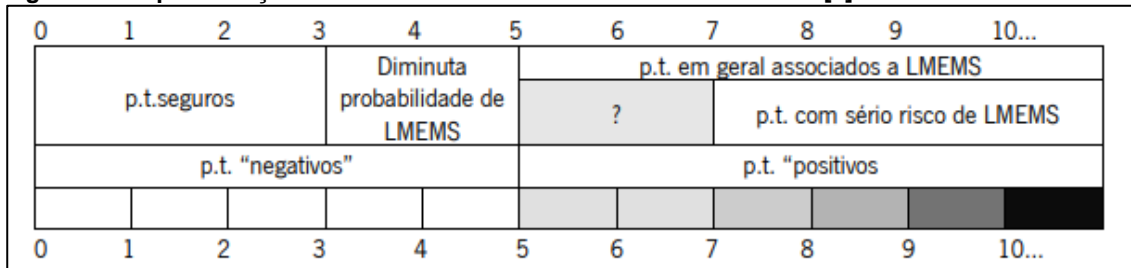 0 1 2 3 4 5 6 7 8 9 10...
Diminuta
probabilidade de
LMEMS
p.t. em geral associados a LMEMS
p.t.seguros
?
p.t. com sério risco de LMEMS
p.t. “negativos”
p.t. “positivos
0 1 2 3 4 5 6 7 8 9 10...